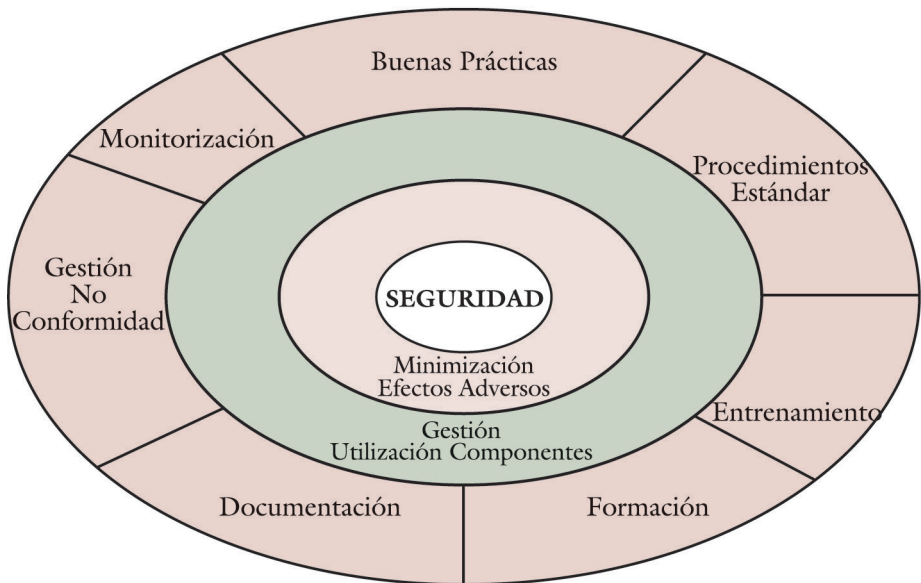 Buenas Prácticas
Monitorización
Procedimientos
Estándar
Gestión
No
Conformidad
SEGURIDAD
Minimización
Efectos Adversos
Entrenamiento
Gestión
Utilización Componentes
Documentación
Formación